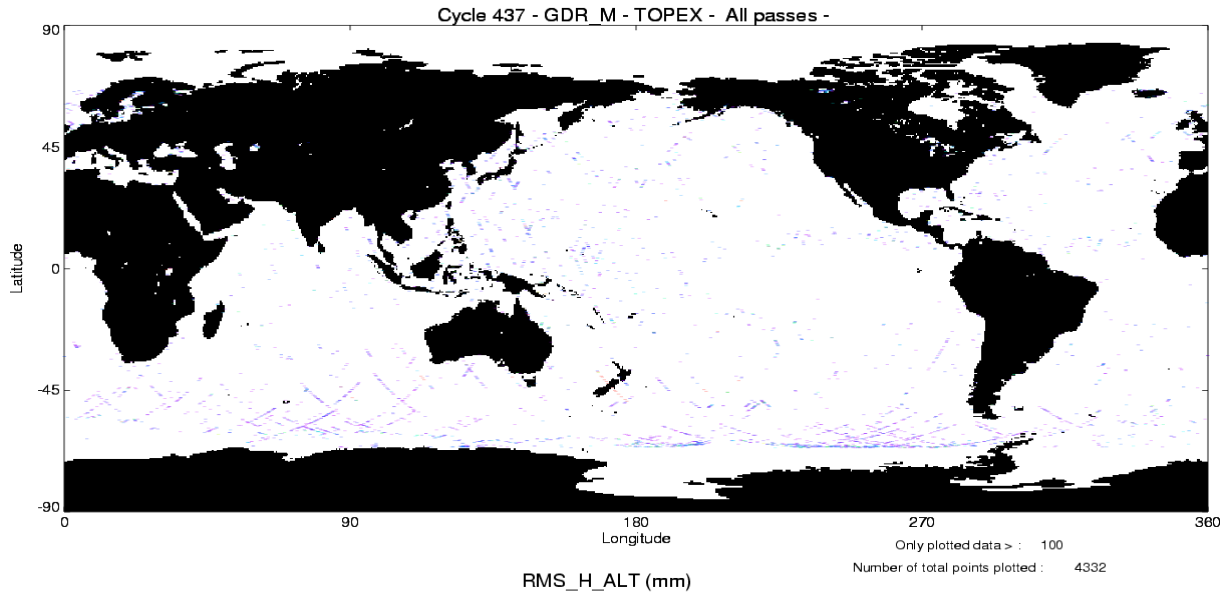 Cycle 437 - GDR_M - TOPEX - All passes -
90
45
0
-45
-90
Latitude
0 90 180 270 360
Longitude
Only plotted data > : 100
Number of total points plotted : 4332
RMS_H_ALT (mm)